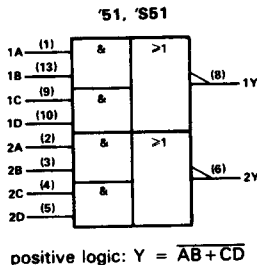 '51, 'S51
1A (1) & ≥1
1B (13) (8) 1Y
1C (9) &
1D (10)
2A (2) & ≥1
2B (3) (6) 2Y
2C (4) &
2D (5)
positive logic: Y = \overline{AB+CD}